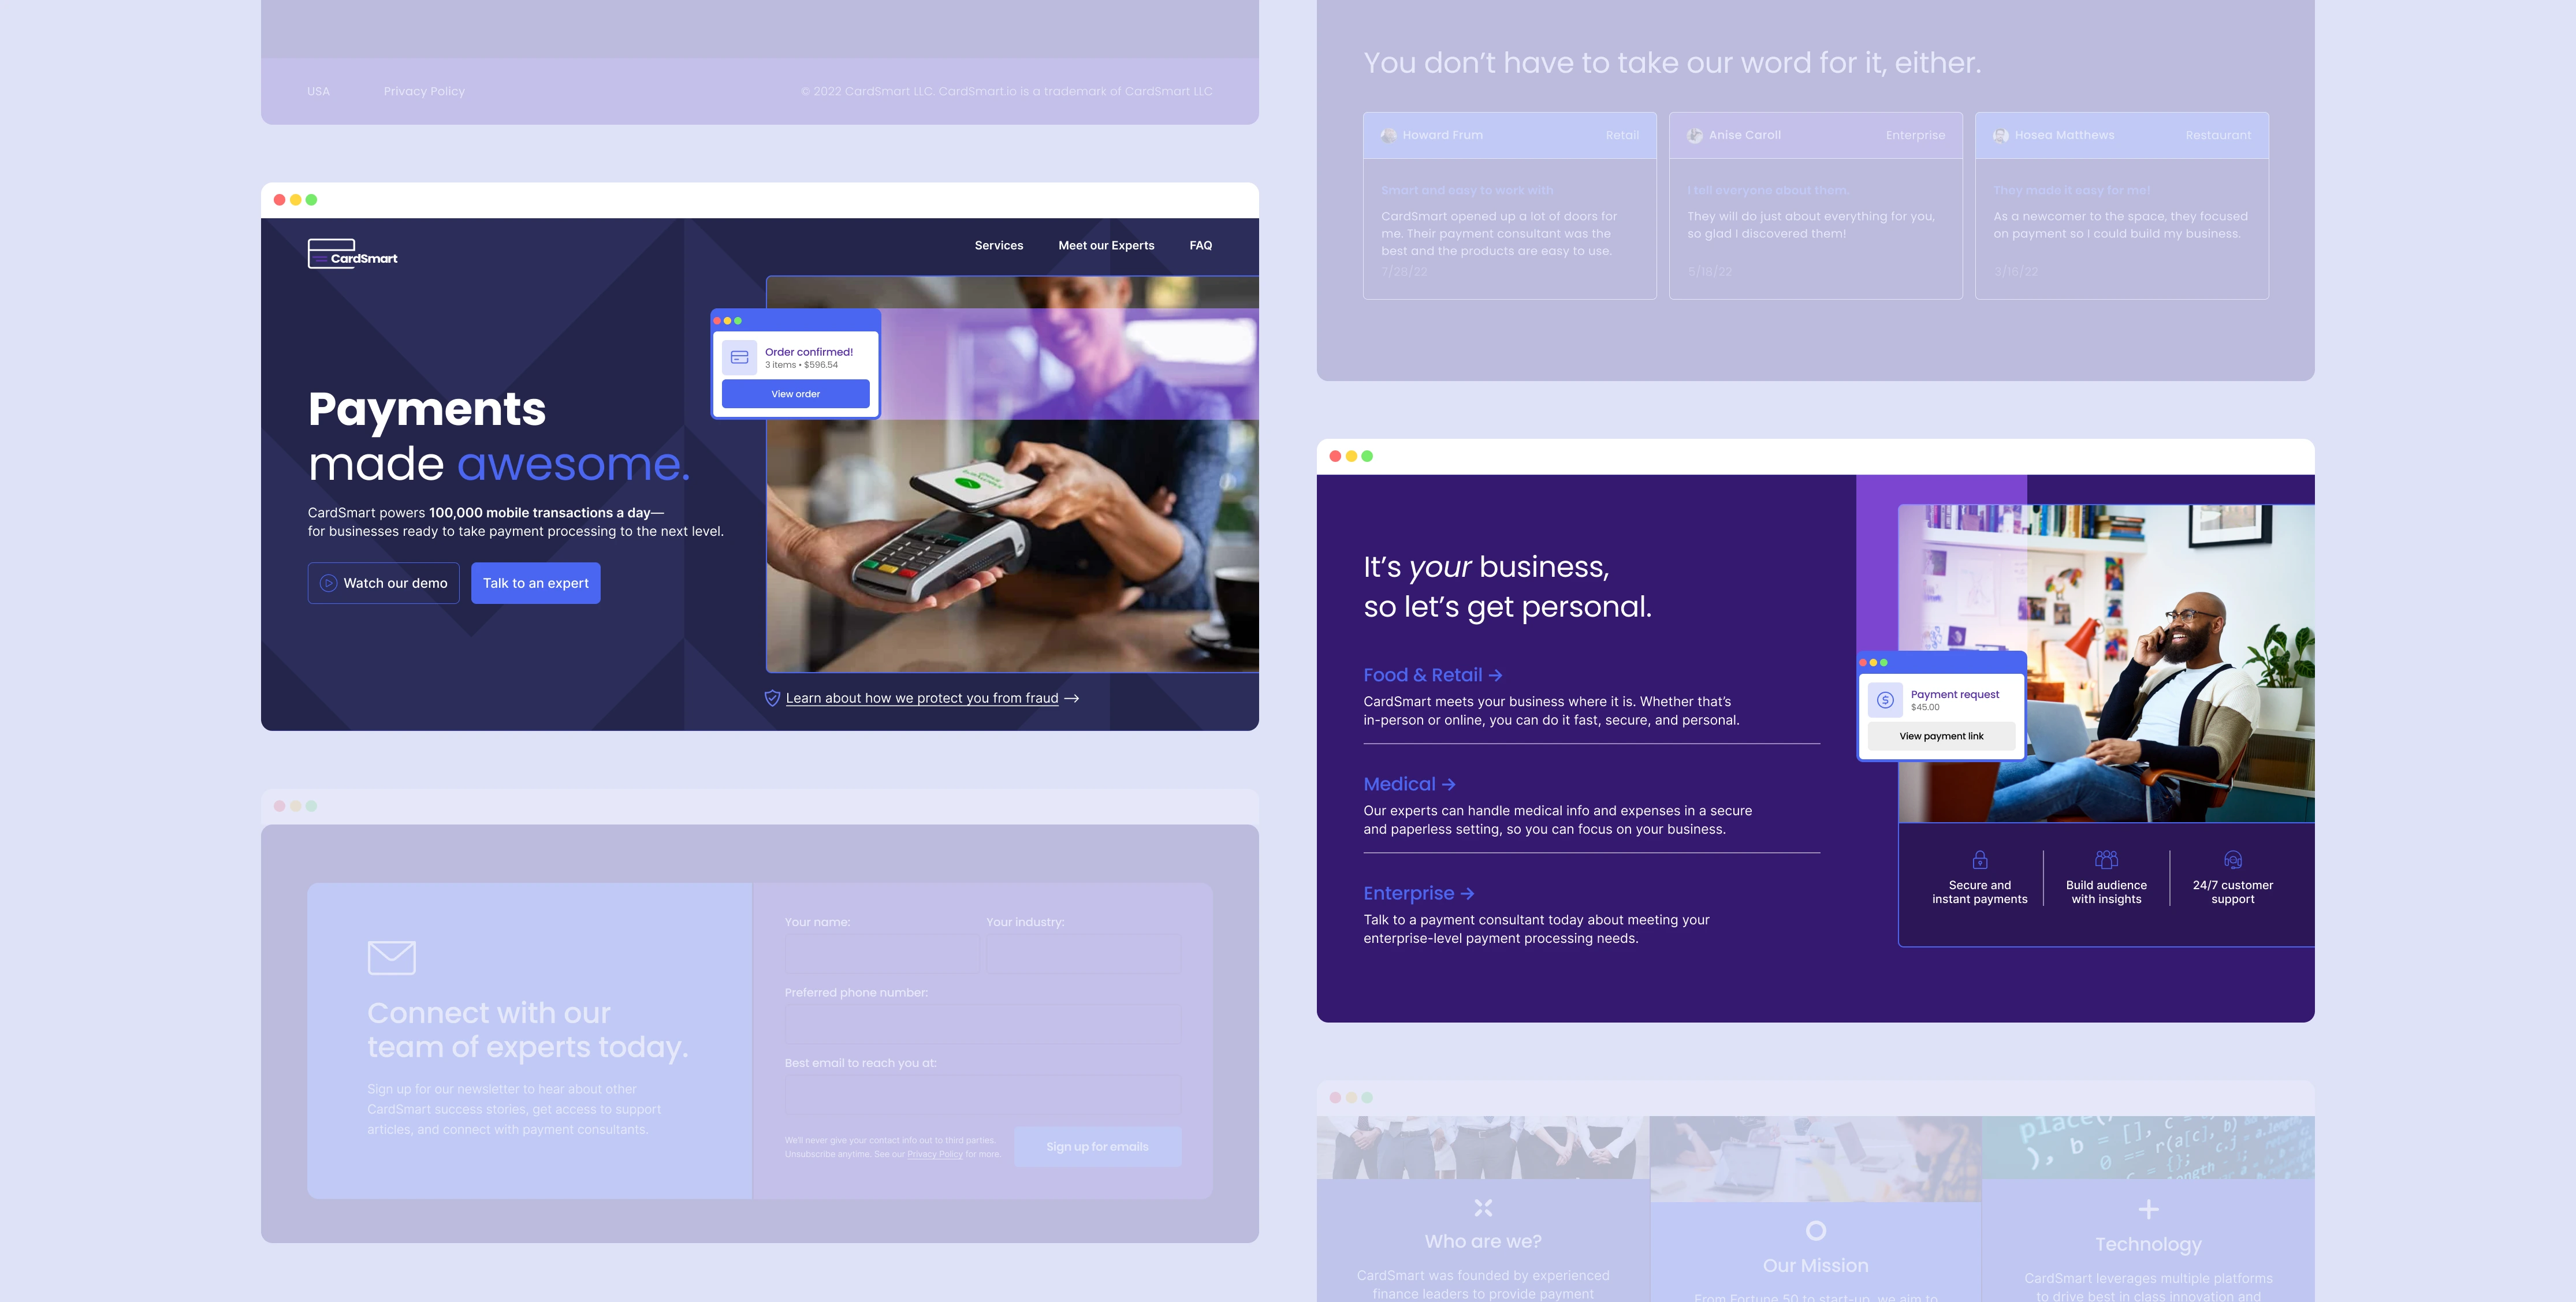 USA
Privacy Policy
© 2022 CardSmart LLC. CardSmart.io is a trademark of CardSmart LLC
CardSmart
Services
Meet our Experts
FAQ
Order confirmed!
3 items • $596.54
View order
Payments
made awesome.
CardSmart powers 100,000 mobile transactions a day—
for businesses ready to take payment processing to the next level.
Watch our demo
Talk to an expert
Learn about how we protect you from fraud →
Connect with our
team of experts today.
Sign up for our newsletter to hear about other
CardSmart success stories, get access to support
articles, and connect with payment consultants.
Your name:
Your industry:
Preferred phone number:
Best email to reach you at:
We'll never give your contact info out to third parties.
Unsubscribe anytime. See our Privacy Policy for more.
Sign up for emails
You don’t have to take our word for it, either.
Howard Frum
Retail
Smart and easy to work with
CardSmart opened up a lot of doors for
me. Their payment consultant was the
best and the products are easy to use.
7/28/22
Anise Caroll
Enterprise
I tell everyone about them.
They will do just about everything for you,
so glad I discovered them!
5/18/22
Hosea Matthews
Restaurant
They made it easy for me!
As a newcomer to the space, they focused
on payment so I could build my business.
3/16/22
It’s your business,
so let’s get personal.
Food & Retail →
CardSmart meets your business where it is. Whether that’s
in-person or online, you can do it fast, secure, and personal.
Medical →
Our experts can handle medical info and expenses in a secure
and paperless setting, so you can focus on your business.
Enterprise →
Talk to a payment consultant today about meeting your
enterprise-level payment processing needs.
Payment request
$45.00
View payment link
Secure and
instant payments
Build audience
with insights
24/7 customer
support
Who are we?
CardSmart was founded by experienced
finance leaders to provide payment
Our Mission
From Fortune 50 to start-up, we aim to
Technology
CardSmart leverages multiple platforms
to drive best in class innovation and